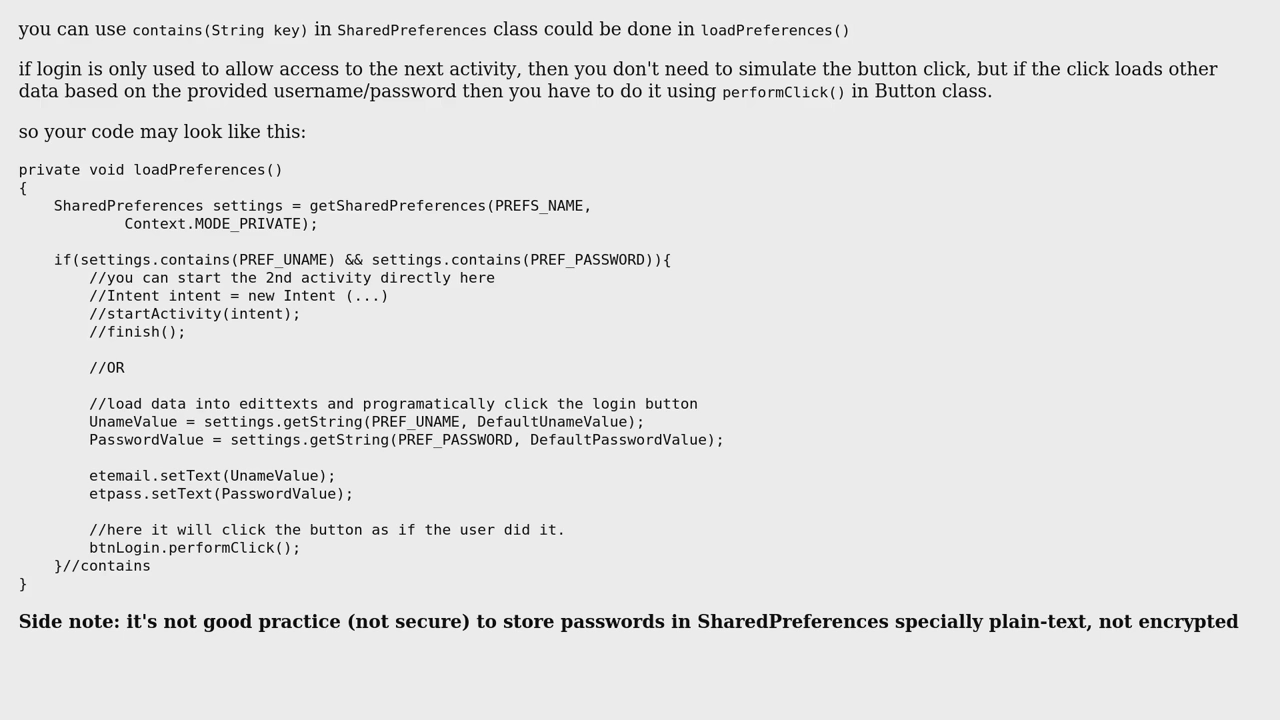 you can use contains(String key) in SharedPreferences class could be done in loadPreferences()
if login is only used to allow access to the next activity, then you don't need to simulate the button click, but if the click loads other
data based on the provided username/password then you have to do it using performClick() in Button class.
so your code may look like this:
private void loadPreferences()
{
    SharedPreferences settings = getSharedPreferences(PREFS_NAME,
            Context.MODE_PRIVATE);
    if(settings.contains(PREF_UNAME) && settings.contains(PREF_PASSWORD)){
        //you can start the 2nd activity directly here
        //Intent intent = new Intent (...)
        //startActivity(intent);
        //finish();
        //OR
        //load data into edittexts and programatically click the login button
        UnameValue = settings.getString(PREF_UNAME, DefaultUnameValue);
        PasswordValue = settings.getString(PREF_PASSWORD, DefaultPasswordValue);
        etemail.setText(UnameValue);
        etpass.setText(PasswordValue);
        //here it will click the button as if the user did it.
        btnLogin.performClick();
    }//contains
}
Side note: it's not good practice (not secure) to store passwords in SharedPreferences specially plain-text, not encrypted